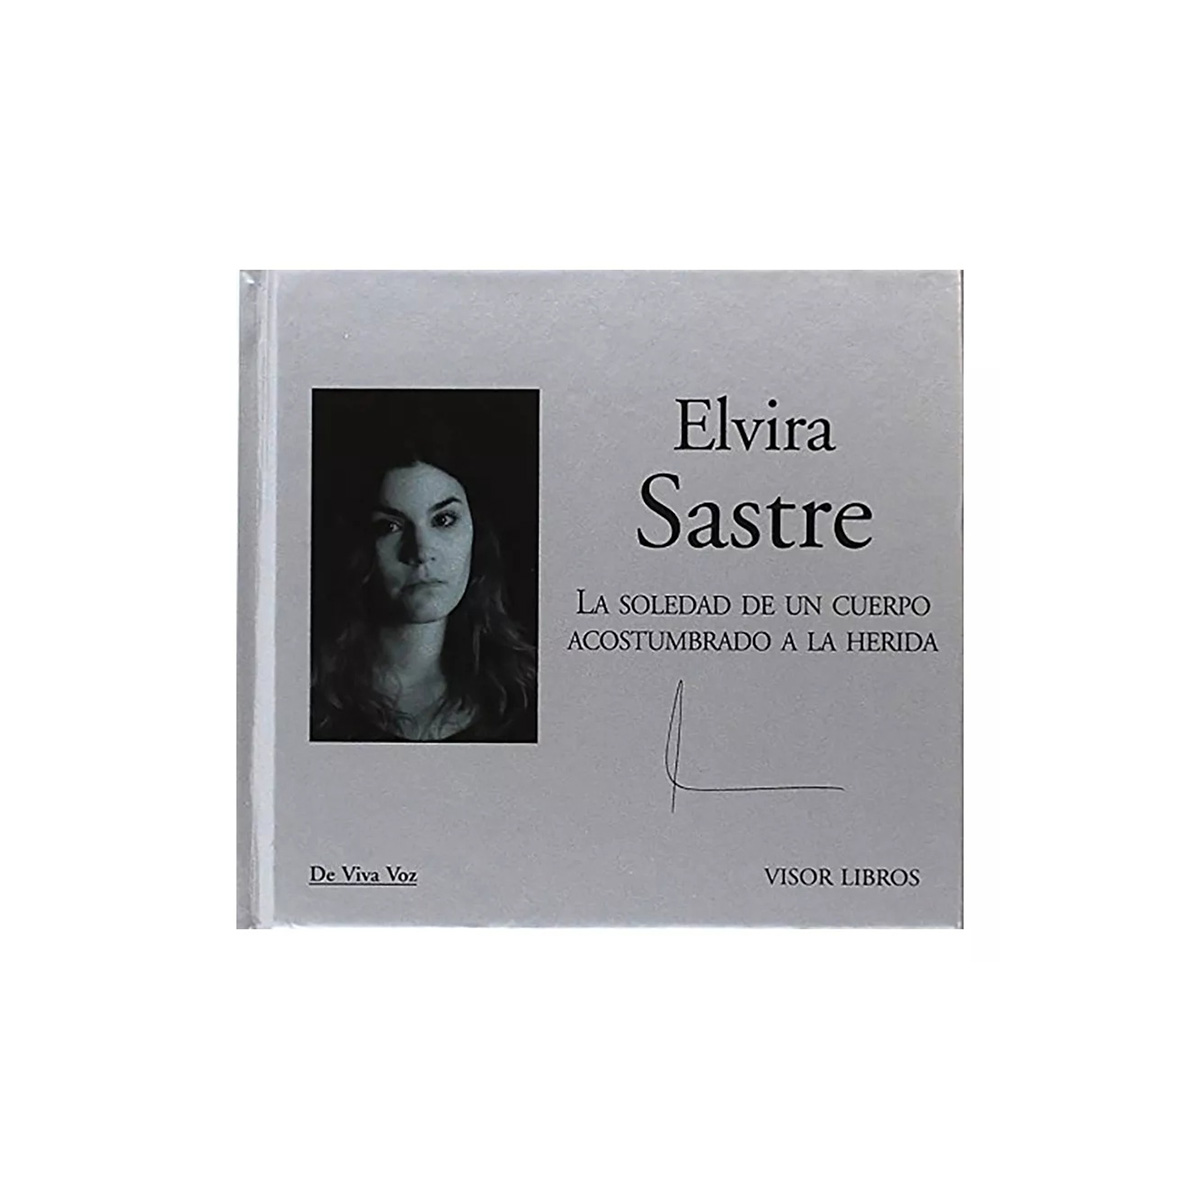 Elvira
Sastre
LA SOLEDAD DE UN CUERPO
ACOSTUMBRADO A LA HERIDA
De Viva Voz
VISOR LIBROS